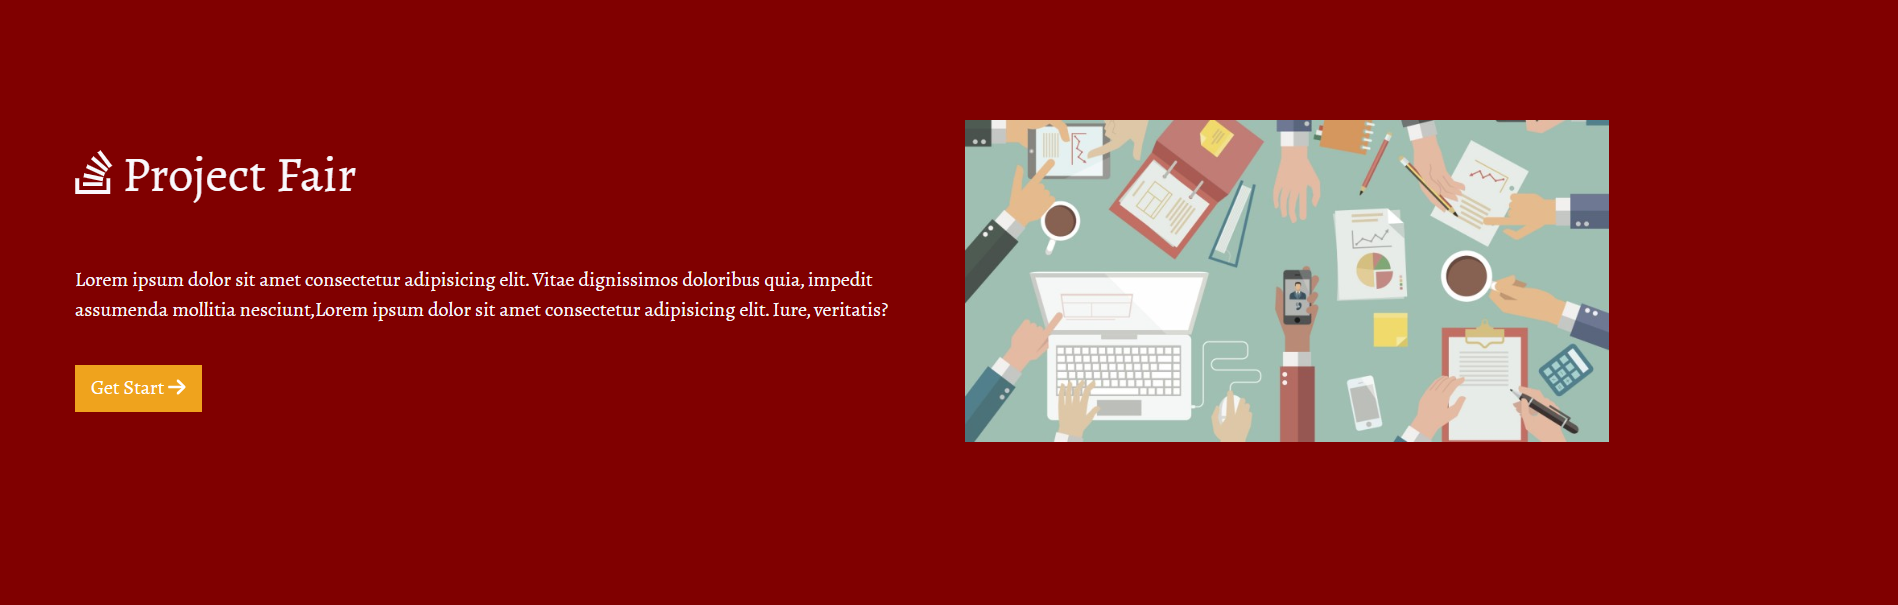 Project Fair
Lorem ipsum dolor sit amet consectetur adipisicing elit. Vitae dignissimos doloribus quia, impedit
assumenda mollitia nesciunt,Lorem ipsum dolor sit amet consectetur adipisicing elit. Iure, veritatis?
Get Start